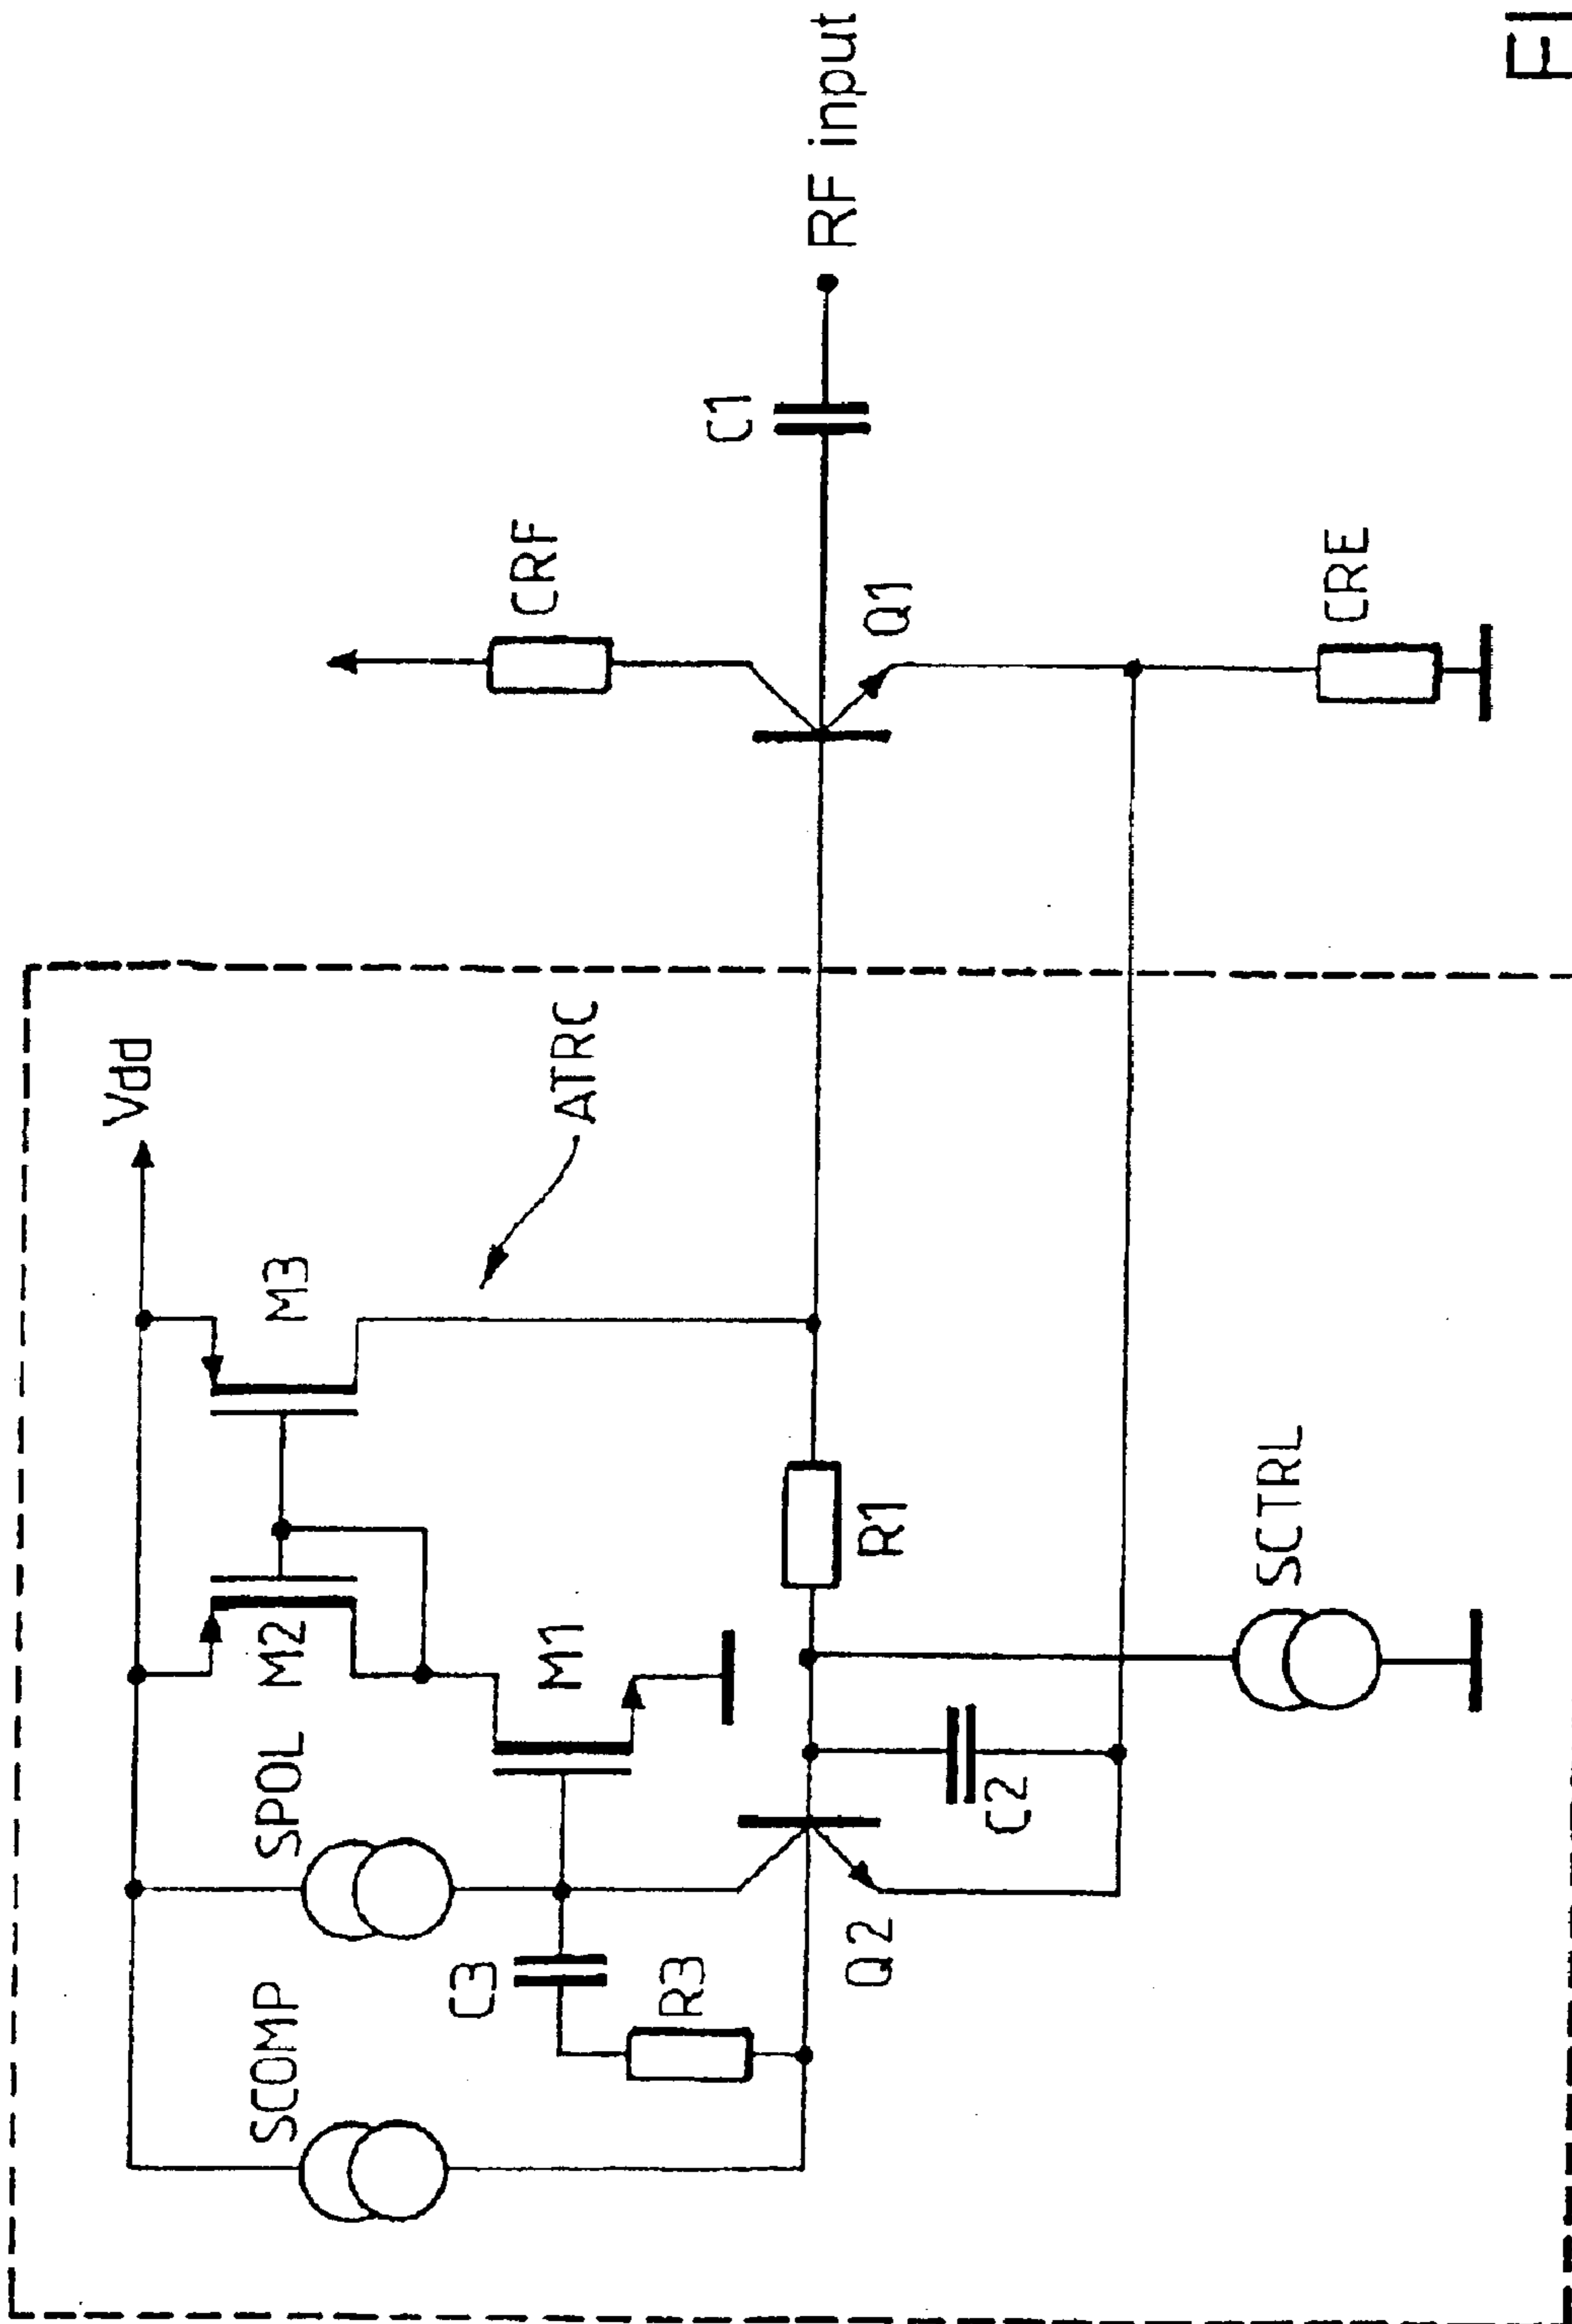 Vdd
SCOMP
SPOL
M2
M3
ATRC
C3
M1
R3
CRF
C1
Q2
R1
Q1
RF input
C2
SCTRL
CRE
FI